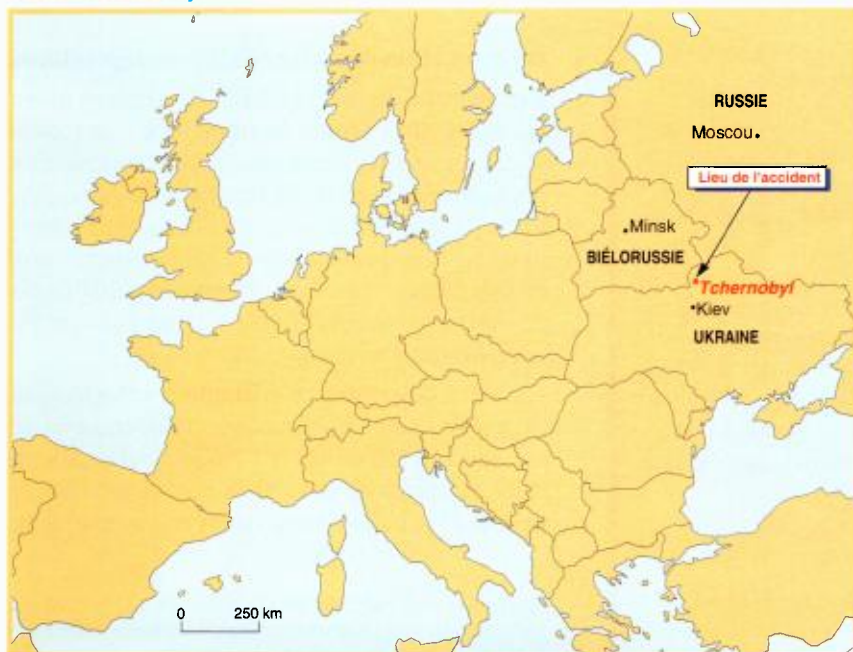 RUSSIE
Moscou
Lieu de l'accident
Minsk
BIÉLORUSSIE
Tchernobyl
Kiev
UKRAINE
0 250 km